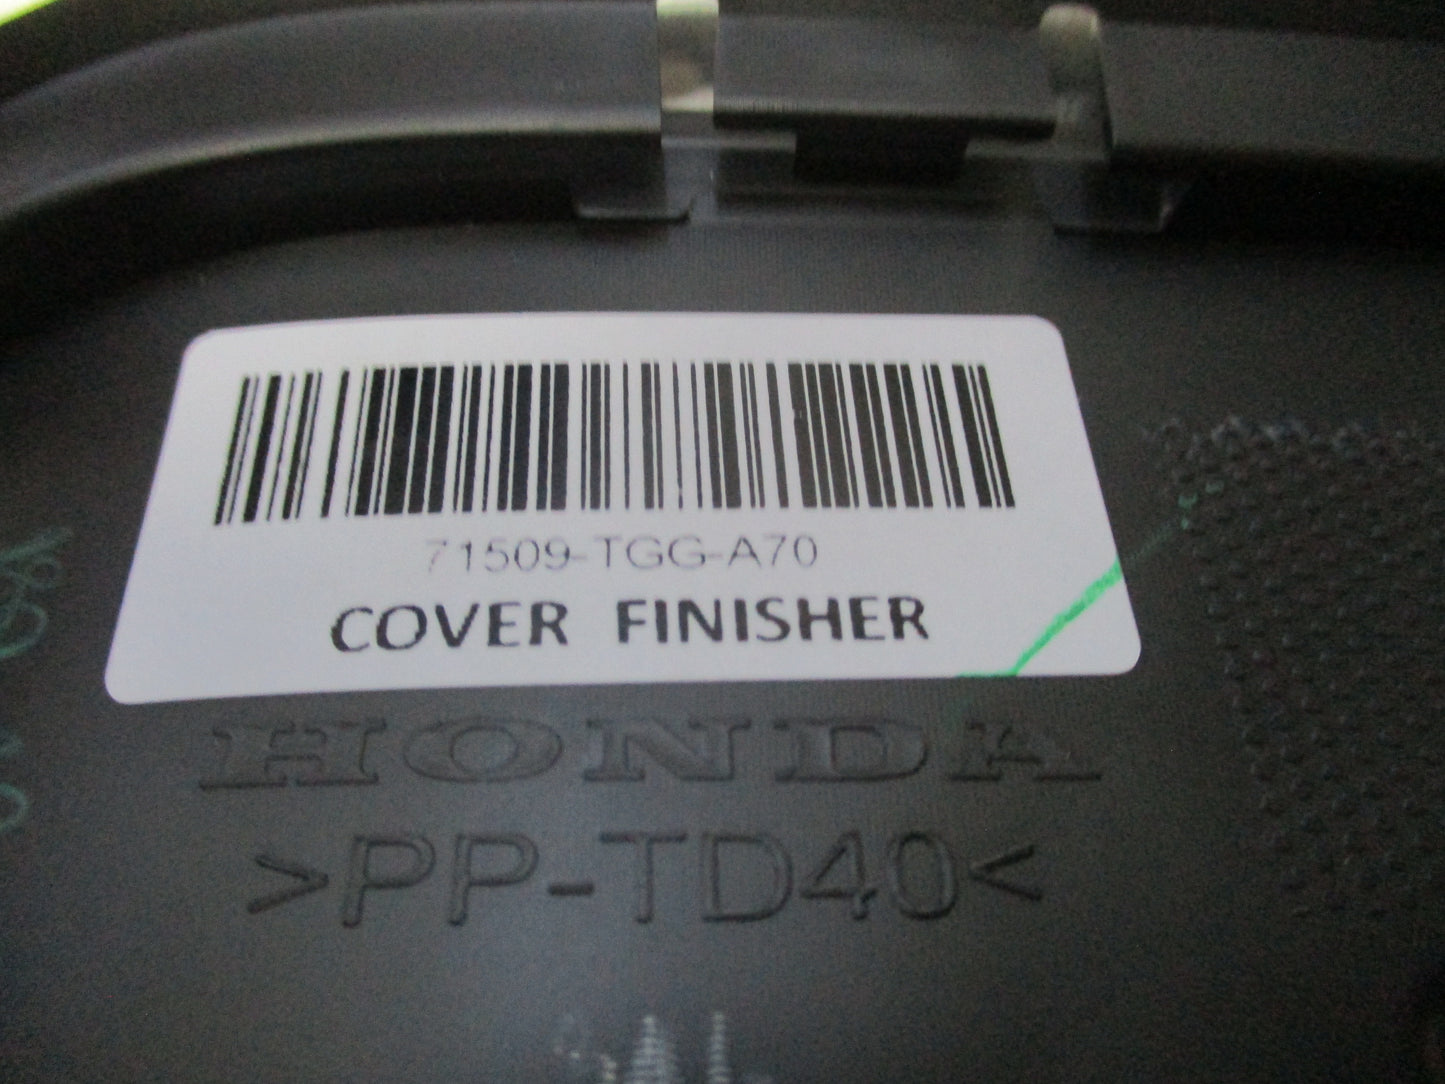 71509-TGG-A70
COVER FINISHER
HONDA
>PP-TD40<